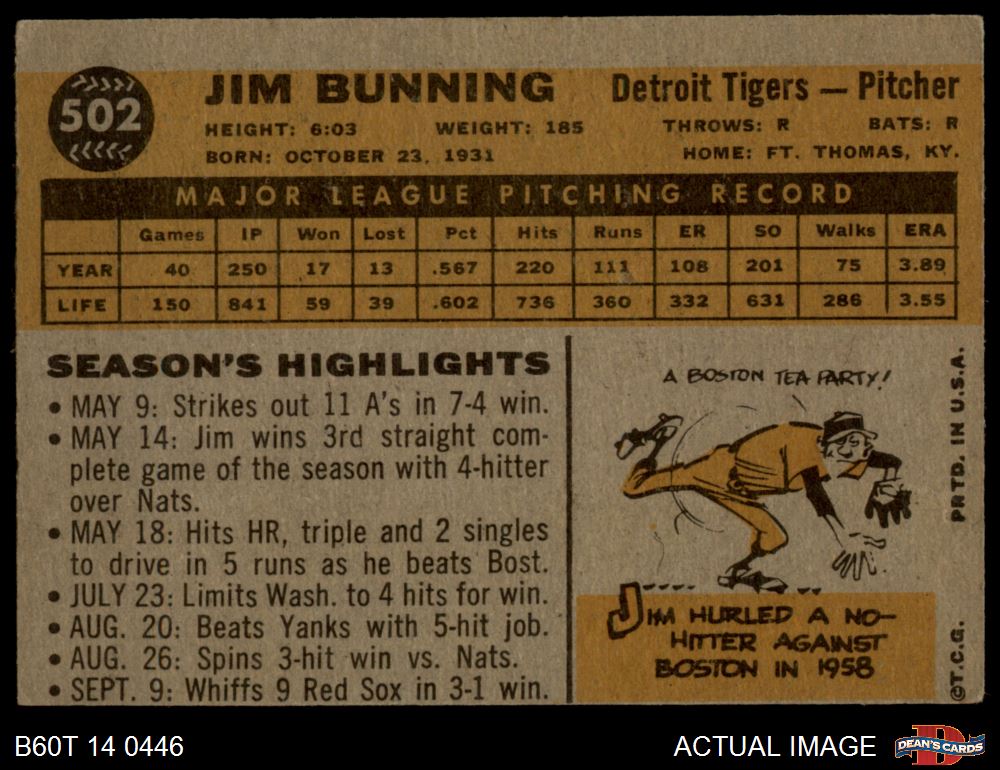 502
JIM BUNNING
Detroit Tigers — Pitcher
HEIGHT: 6:03 WEIGHT: 185 THROWS: R BATS: R
BORN: OCTOBER 23, 1931 HOME: FT. THOMAS, KY.
MAJOR LEAGUE PITCHING RECORD
Games IP Won Lost Pct Hits Runs ER SO Walks ERA
YEAR 40 250 17 13 .567 220 111 108 201 75 3.89
LIFE 150 841 59 39 .602 736 360 332 631 286 3.55
SEASON'S HIGHLIGHTS
• MAY 9: Strikes out 11 A's in 7-4 win.
• MAY 14: Jim wins 3rd straight com-
plete game of the season with 4-hitter
over Nats.
• MAY 18: Hits HR, triple and 2 singles
to drive in 5 runs as he beats Bost.
• JULY 23: Limits Wash. to 4 hits for win.
• AUG. 20: Beats Yanks with 5-hit job.
• AUG. 26: Spins 3-hit win vs. Nats.
• SEPT. 9: Whiffs 9 Red Sox in 3-1 win.
A BOSTON TEA PARTY!
JIM HURLED A NO-
HITTER AGAINST
BOSTON IN 1958
©T.C.G. PRTD. IN U.S.A.
B60T 14 0446
ACTUAL IMAGE
D
DEAN'S CARDS